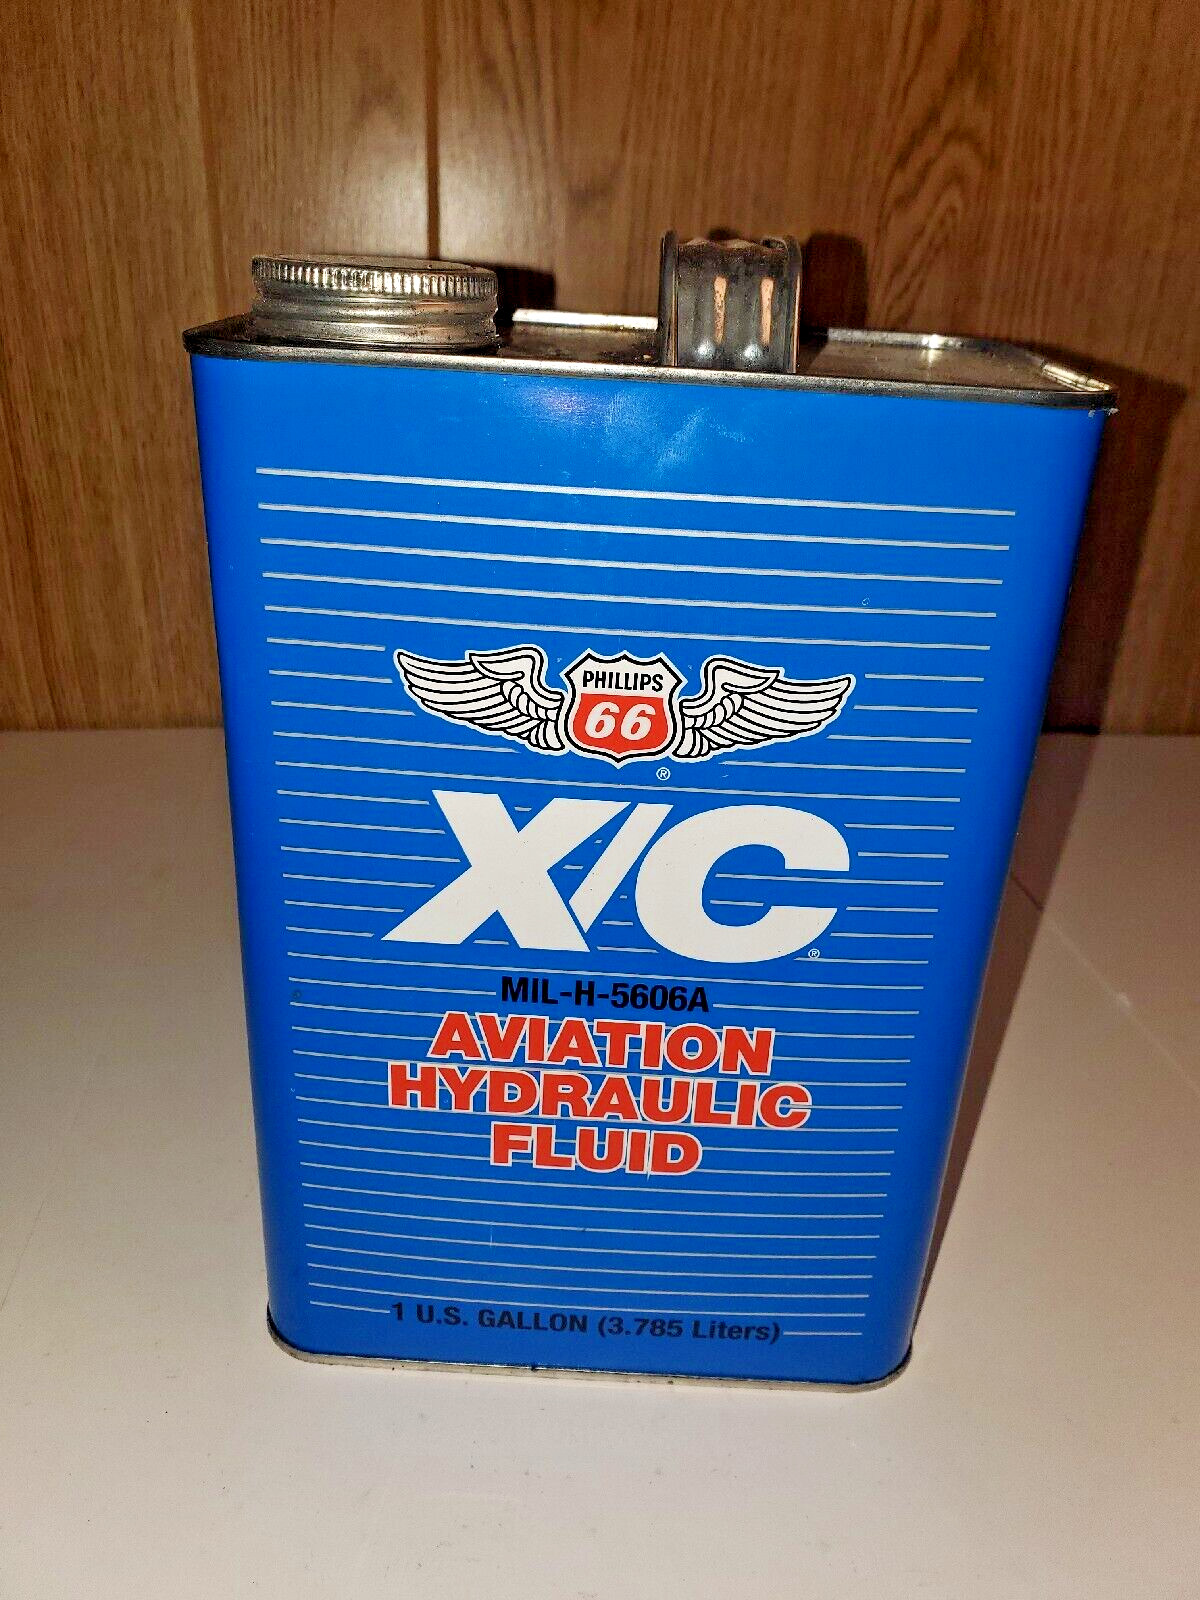 PHILLIPS
66
®
X/C
®
MIL-H-5606A
AVIATION
HYDRAULIC
FLUID
1 U.S. GALLON (3.785 Liters)